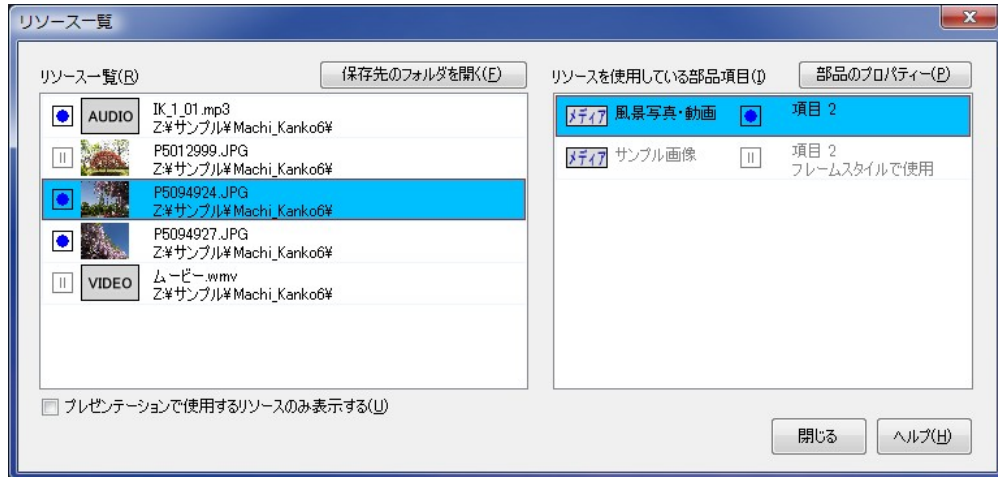 リソース一覧
リソース一覧(R)
保存先のフォルダを開く(F)
AUDIO
IK_1_01.mp3
Z:¥サンプル¥Machi_Kanko6¥
P5012999.JPG
Z:¥サンプル¥Machi_Kanko6¥
P5094924.JPG
Z:¥サンプル¥Machi_Kanko6¥
P5094927.JPG
Z:¥サンプル¥Machi_Kanko6¥
VIDEO
ムービー.wmv
Z:¥サンプル¥Machi_Kanko6¥
プレゼンテーションで使用するリソースのみ表示する(U)
リソースを使用している部品項目(I)
部品のプロパティー(P)
メディア 風景写真・動画 項目 2
メディア サンプル画像 項目 2
フレームスタイルで使用
閉じる
ヘルプ(H)